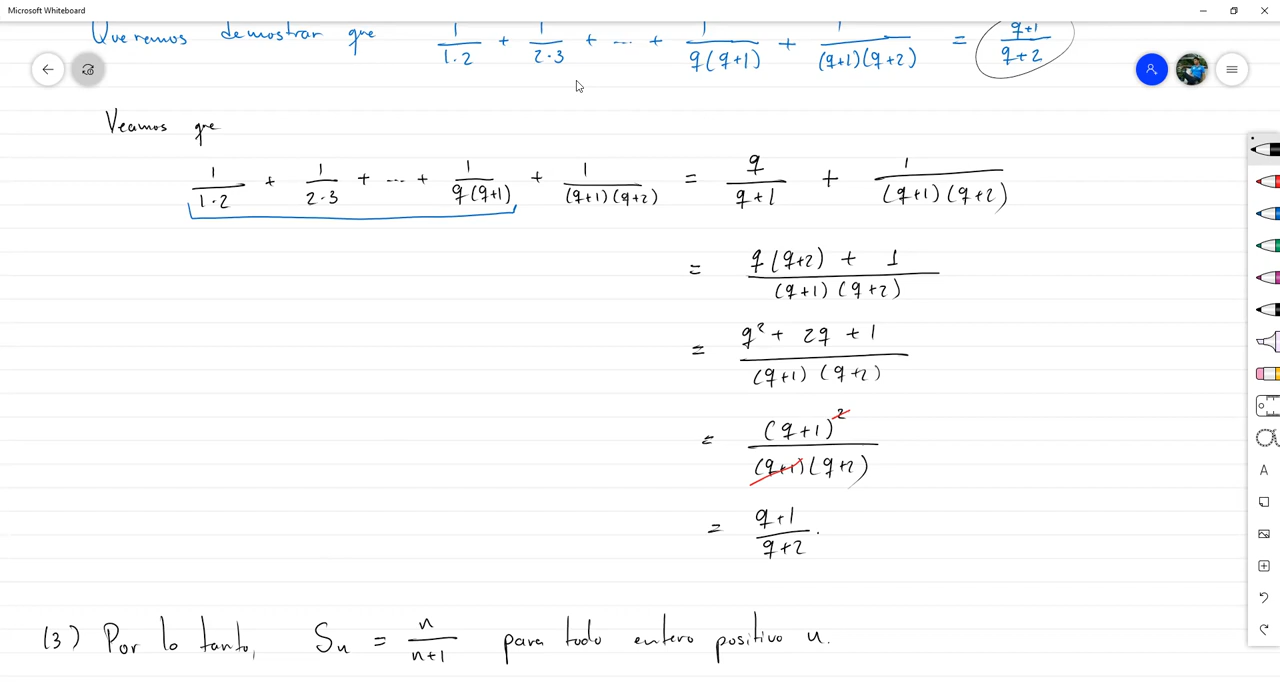 Microsoft Whiteboard
Queremos demostrar que 1/(1·2) + 1/(2·3) + ... + 1/(q(q+1)) + 1/((q+1)(q+2)) = (q+1)/(q+2)
Veamos que
1/(1·2) + 1/(2·3) + ... + 1/(q(q+1)) + 1/((q+1)(q+2)) = q/(q+1) + 1/((q+1)(q+2))
= (q(q+2) + 1)/((q+1)(q+2))
= (q² + 2q + 1)/((q+1)(q+2))
= (q+1)²/((q+1)(q+2))
= (q+1)/(q+2).
(3) Por lo tanto, Sn = n/(n+1) para todo entero positivo n.